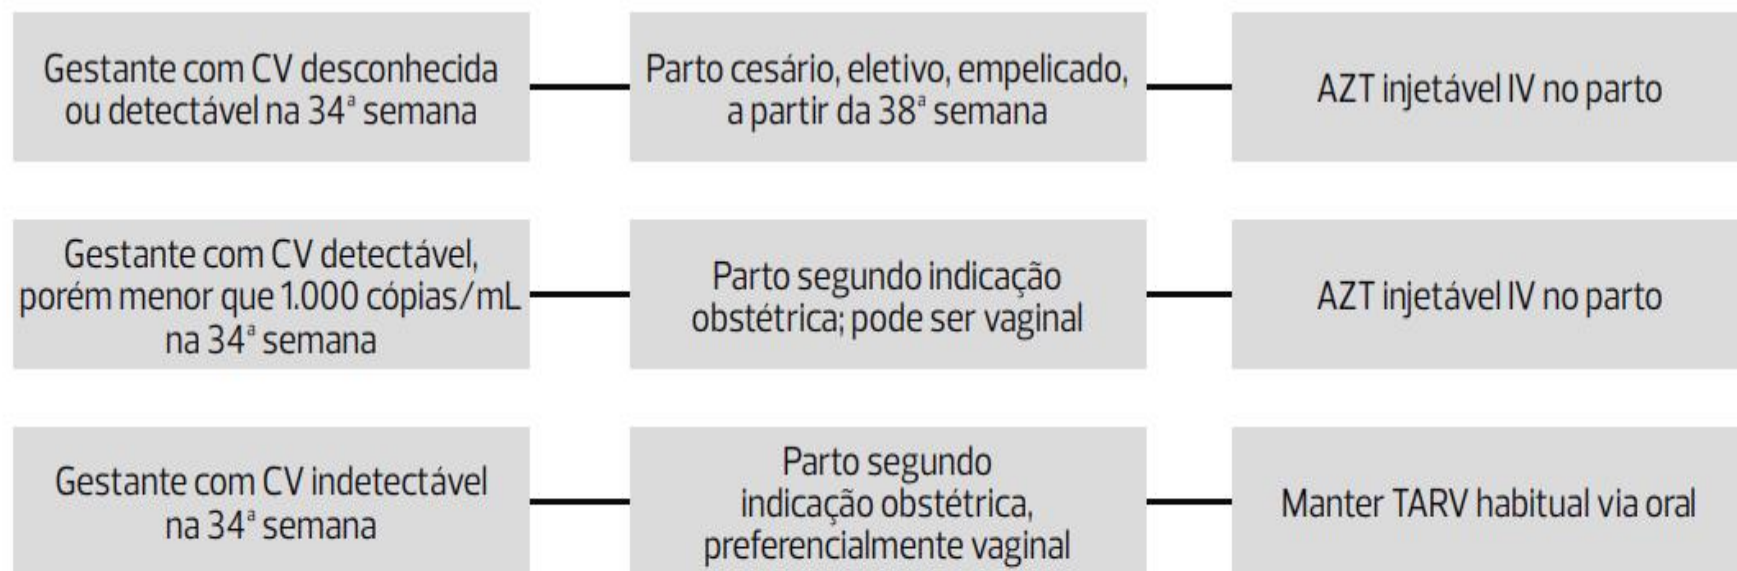 Gestante com CV desconhecida
ou detectável na 34ª semana
Parto cesário, eletivo, empelicado,
a partir da 38ª semana
AZT injetável IV no parto
Gestante com CV detectável,
porém menor que 1.000 cópias/mL
na 34ª semana
Parto segundo indicação
obstétrica; pode ser vaginal
AZT injetável IV no parto
Gestante com CV indetectável
na 34ª semana
Parto segundo
indicação obstétrica,
preferencialmente vaginal
Manter TARV habitual via oral